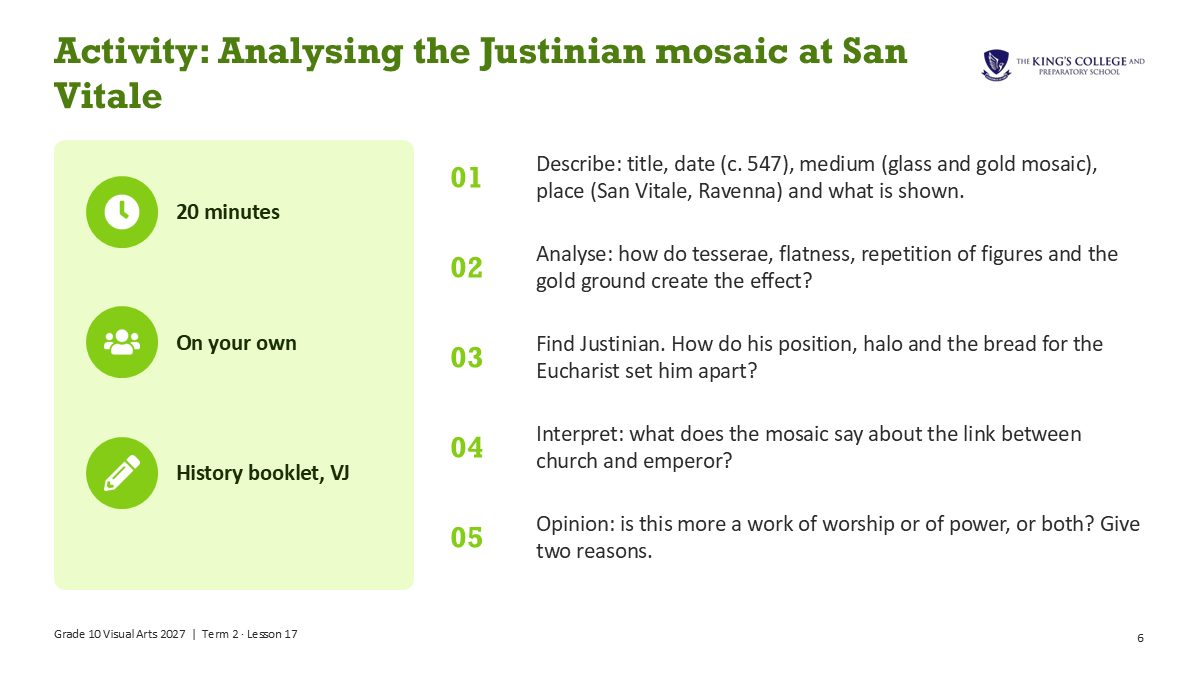 Activity: Analysing the Justinian mosaic at San
Vitale
THE KING'S COLLEGE AND
PREPARATORY SCHOOL
20 minutes
On your own
History booklet, VJ
01
Describe: title, date (c. 547), medium (glass and gold mosaic),
place (San Vitale, Ravenna) and what is shown.
02
Analyse: how do tesserae, flatness, repetition of figures and the
gold ground create the effect?
03
Find Justinian. How do his position, halo and the bread for the
Eucharist set him apart?
04
Interpret: what does the mosaic say about the link between
church and emperor?
05
Opinion: is this more a work of worship or of power, or both? Give
two reasons.
Grade 10 Visual Arts 2027 | Term 2 · Lesson 17
6